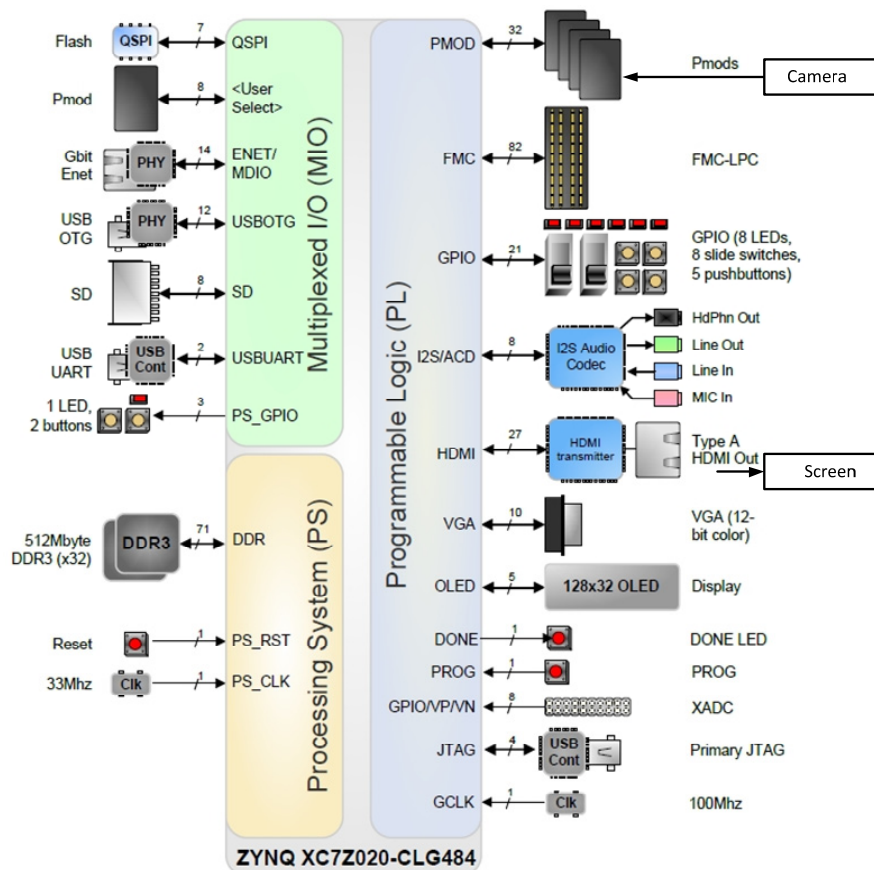 Flash
QSPI
7
QSPI
Pmod
8
<User
Select>
Gbit
Enet
PHY
14
ENET/
MDIO
USB
OTG
PHY
12
USBOTG
SD
8
SD
USB
UART
USB
Cont
2
USBUART
1 LED,
2 buttons
3
PS_GPIO
Multiplexed I/O (MIO)
512Mbyte
DDR3 (x32)
DDR3
71
DDR
Reset
1
PS_RST
33Mhz
Clk
1
PS_CLK
Processing System (PS)
Programmable Logic (PL)
PMOD
32
Pmods
Camera
FMC
82
FMC-LPC
GPIO
21
GPIO (8 LEDs,
8 slide switches,
5 pushbuttons)
I2S/ACD
8
I2S Audio
Codec
HdPhn Out
Line Out
Line In
MIC In
HDMI
27
HDMI
transmitter
Type A
HDMI Out
Screen
VGA
10
VGA (12-
bit color)
OLED
5
128x32 OLED
Display
DONE
1
DONE LED
PROG
1
PROG
GPIO/VP/VN
8
XADC
JTAG
4
USB
Cont
Primary JTAG
GCLK
1
Clk
100Mhz
ZYNQ XC7Z020-CLG484